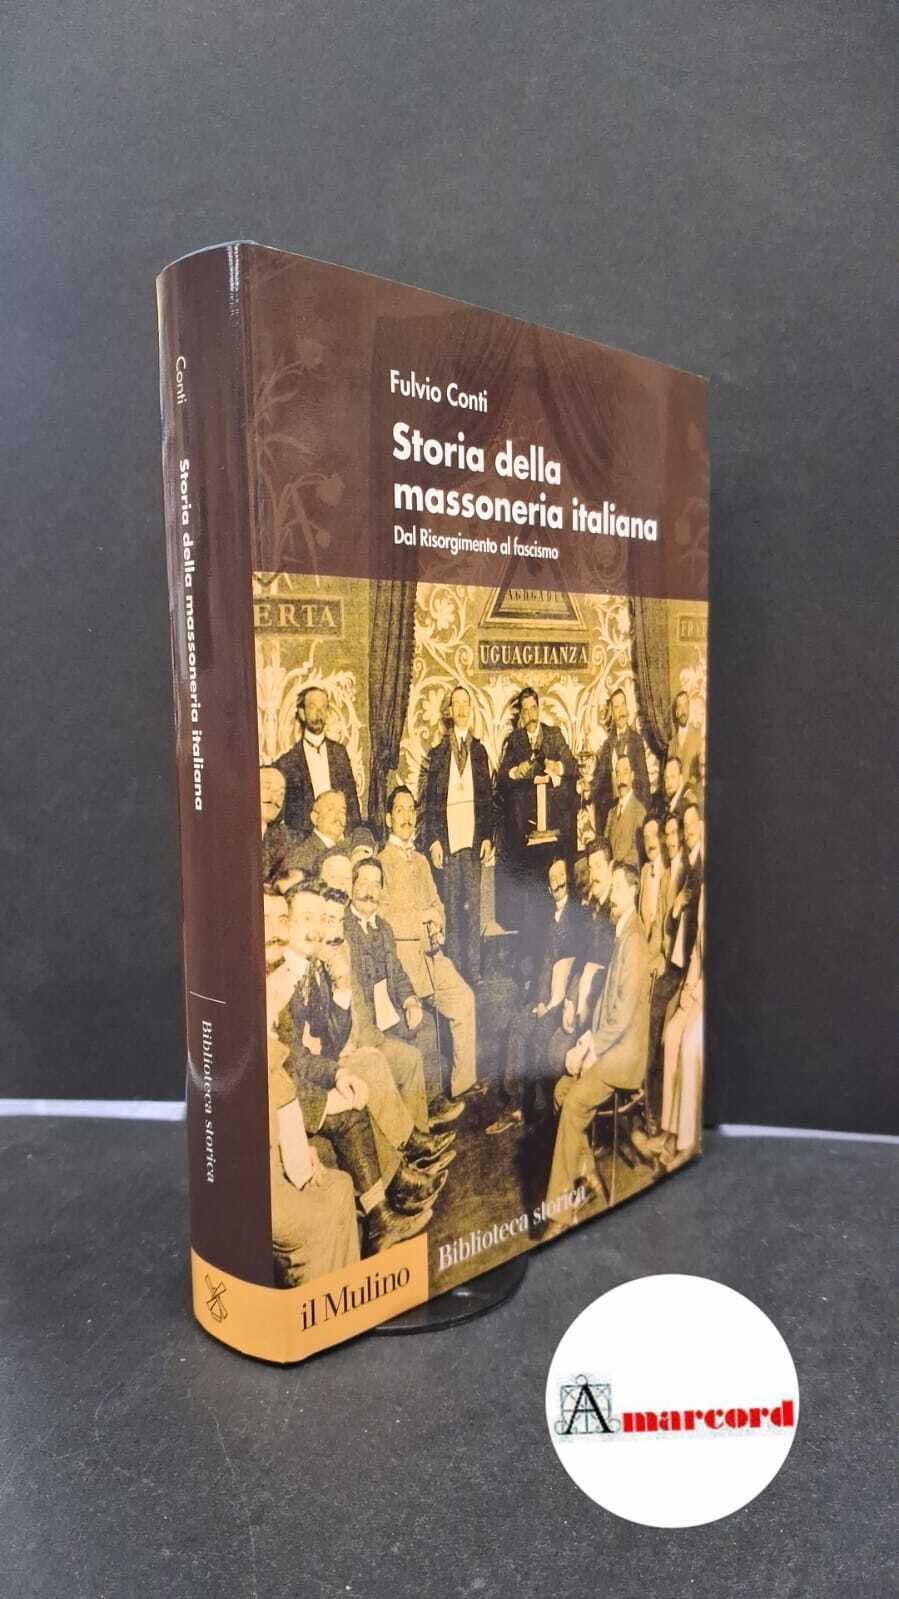 Fulvio Conti
Storia della
massoneria italiana
Dal Risorgimento al fascismo
ERTA
UGUAGLIANZA
Biblioteca storica
il Mulino
Conti
Storia della massoneria italiana
Biblioteca storica
Amarcord